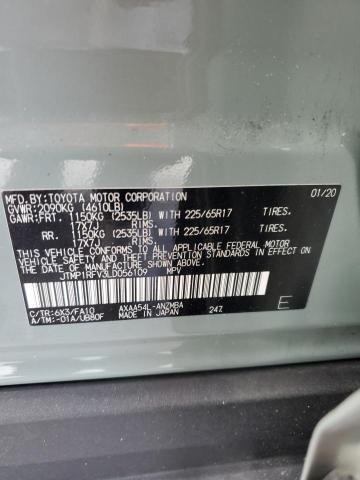 MFD. BY: TOYOTA MOTOR CORPORATION 01/20
GVWR: 2090KG (4610LB)
GAWR: FRT. 1150KG (2535LB) WITH 225/65R17 TIRES.
17X7J RIMS.
RR. 1150KG (2535LB) WITH 225/65R17 TIRES.
17X7J RIMS.
THIS VEHICLE CONFORMS TO ALL APPLICABLE FEDERAL MOTOR
VEHICLE SAFETY AND THEFT PREVENTION STANDARDS IN EFFECT ON
THE DATE OF MANUFACTURE SHOWN ABOVE.
JTMP1RFV3LD056109 MPV
C/TR: 6X3/FA10 AXAA54L-ANZMBA
A/TM: -01A/UB80F MADE IN JAPAN 247. E